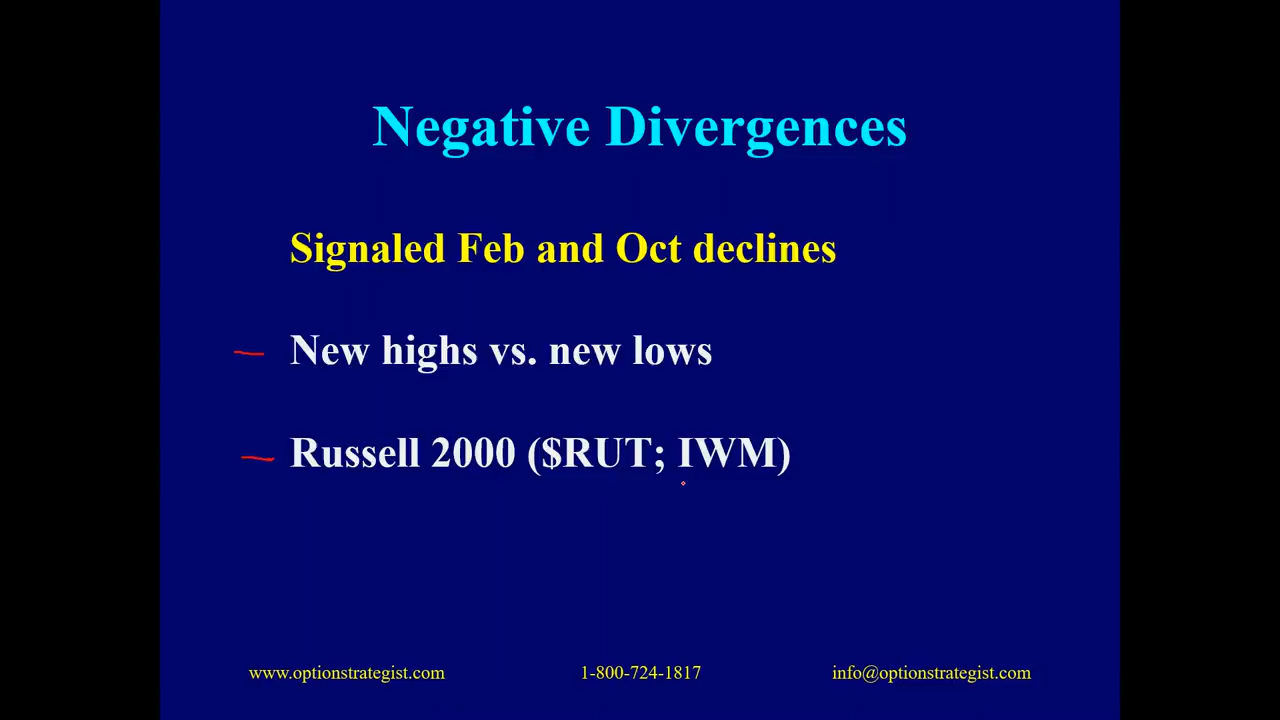 Negative Divergences
Signaled Feb and Oct declines
New highs vs. new lows
Russell 2000 ($RUT; IWM)
www.optionstrategist.com 1-800-724-1817 info@optionstrategist.com